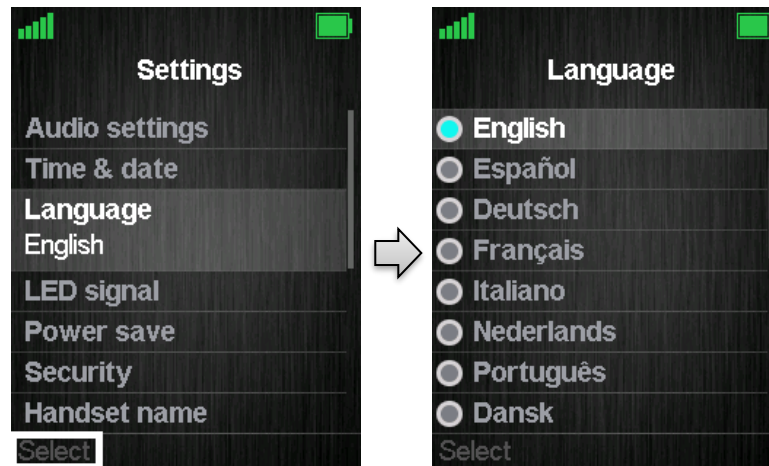 Settings
Audio settings
Time & date
Language
English
LED signal
Power save
Security
Handset name
Select
Language
English
Español
Deutsch
Français
Italiano
Nederlands
Português
Dansk
Select